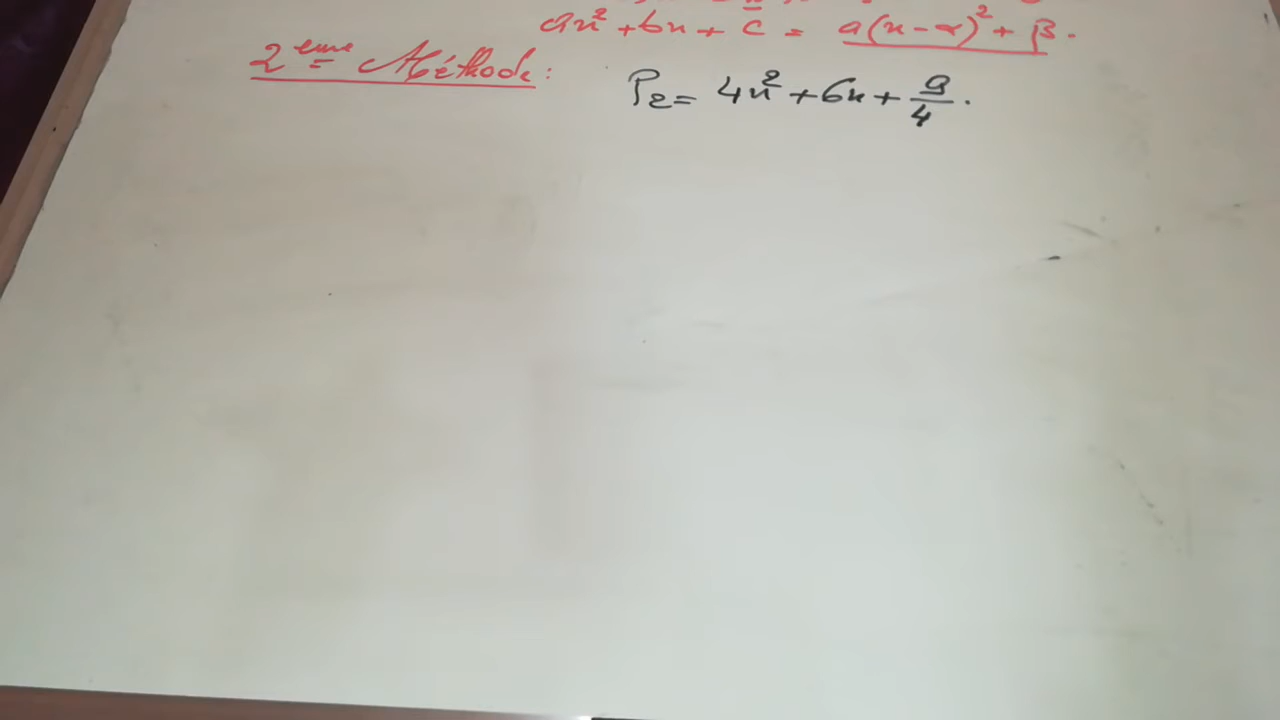 ax² + bx + c = a(x - α)² + β.
2ème Méthode :
P₂ = 4x² + 6x + 9/4.